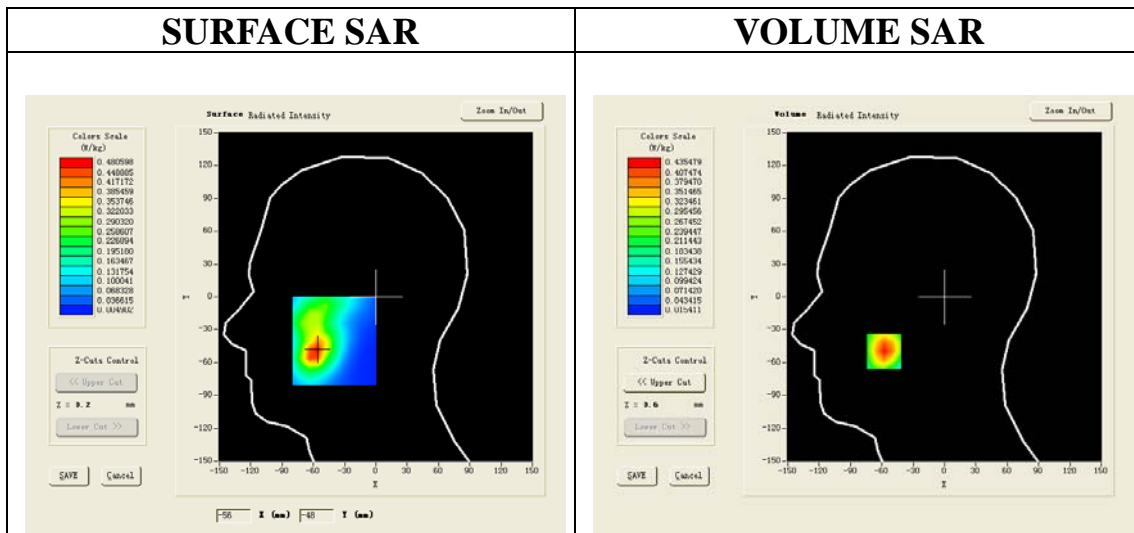 SURFACE SAR
VOLUME SAR
Surface Radiated Intensity
Zoom In/Out
Colors Scale
(W/kg)
0.480598
0.448885
0.417172
0.385459
0.353746
0.322033
0.290320
0.258607
0.226894
0.195180
0.163467
0.131754
0.100041
0.068328
0.036615
0.004902
Z-Cuts Control
<< Upper Cut
Z = 0.2 mm
Lower Cut >>
SAVE Cancel
150
120
90
60
30
0
-30
-60
-90
-120
-150
Y
-150 -120 -90 -60 -30 0 30 60 90 120 150
X
-56 X (mm) -48 Y (mm)
Volume Radiated Intensity
Zoom In/Out
Colors Scale
(W/kg)
0.435479
0.407474
0.379470
0.351465
0.323461
0.295456
0.267452
0.239447
0.211443
0.183438
0.155434
0.127429
0.099424
0.071420
0.043415
0.015411
Z-Cuts Control
<< Upper Cut
Z = 0.6 mm
Lower Cut >>
SAVE Cancel
150
120
90
60
30
0
-30
-60
-90
-120
-150
Y
-150 -120 -90 -60 -30 0 30 60 90 120 150
X